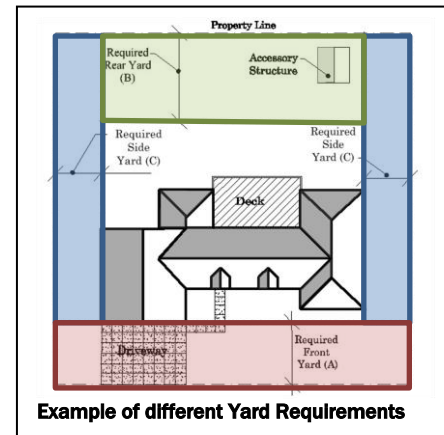 Property Line
Required
Rear Yard
(B)
Accessory
Structure
Required
Side
Yard (C)
Required
Side
Yard (C)
Deck
Driveway
Required
Front
Yard (A)
Example of different Yard Requirements